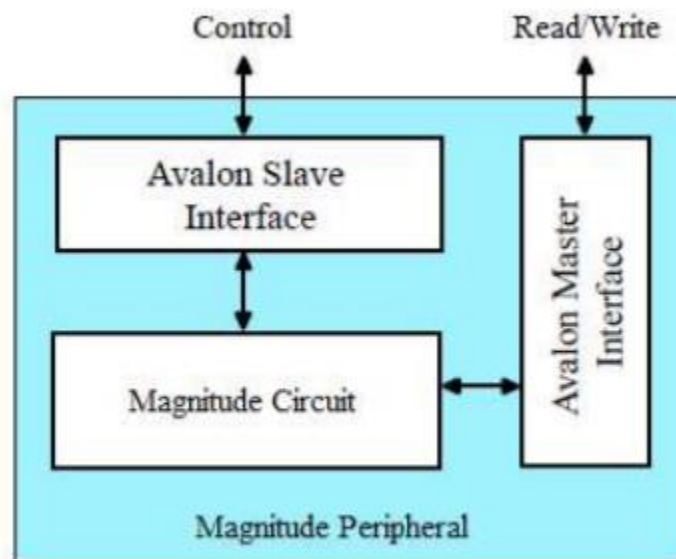 Control
Read/Write
Avalon Slave
Interface
Avalon Master
Interface
Magnitude Circuit
Magnitude Peripheral